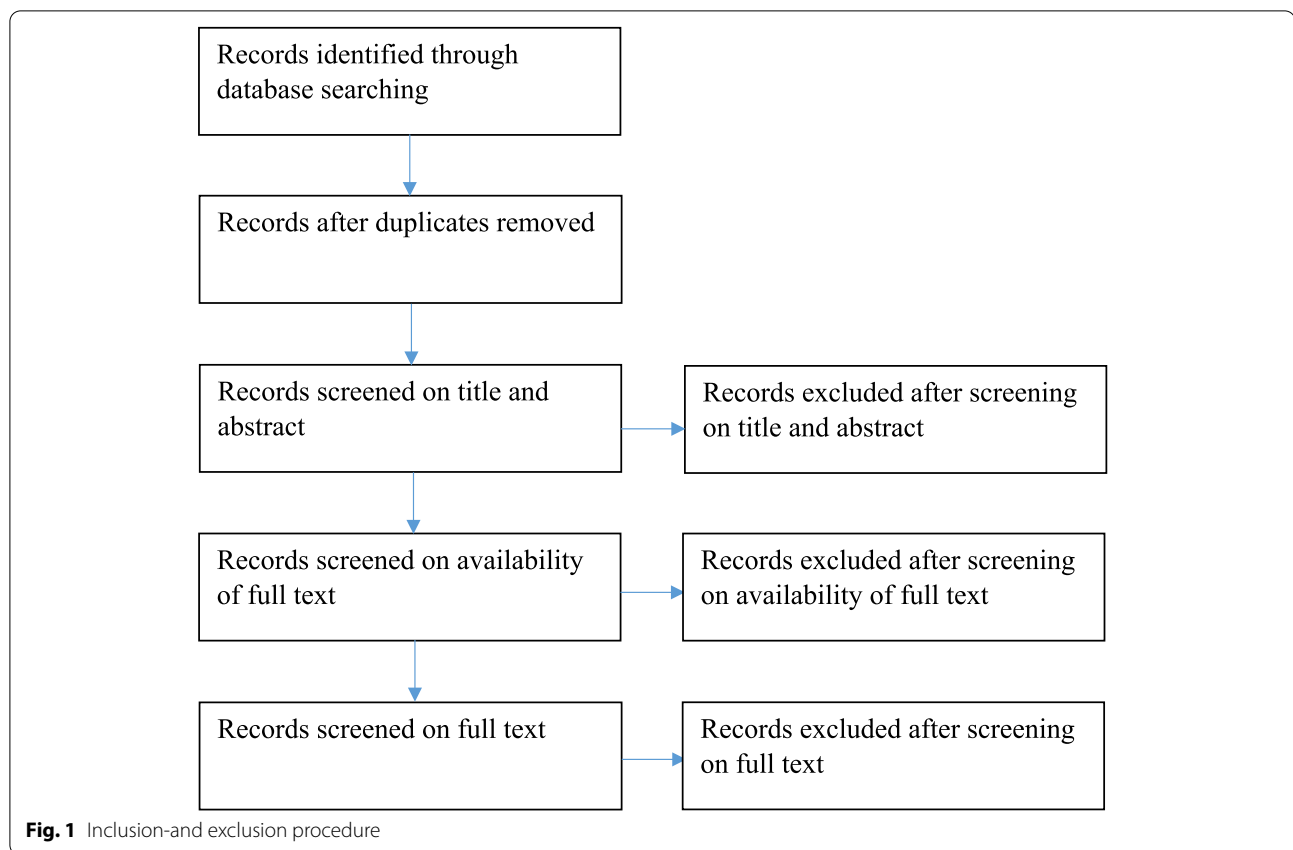 Records identified through
database searching
Records after duplicates removed
Records screened on title and
abstract
Records excluded after screening
on title and abstract
Records screened on availability
of full text
Records excluded after screening
on availability of full text
Records screened on full text
Records excluded after screening
on full text
Fig. 1 Inclusion-and exclusion procedure